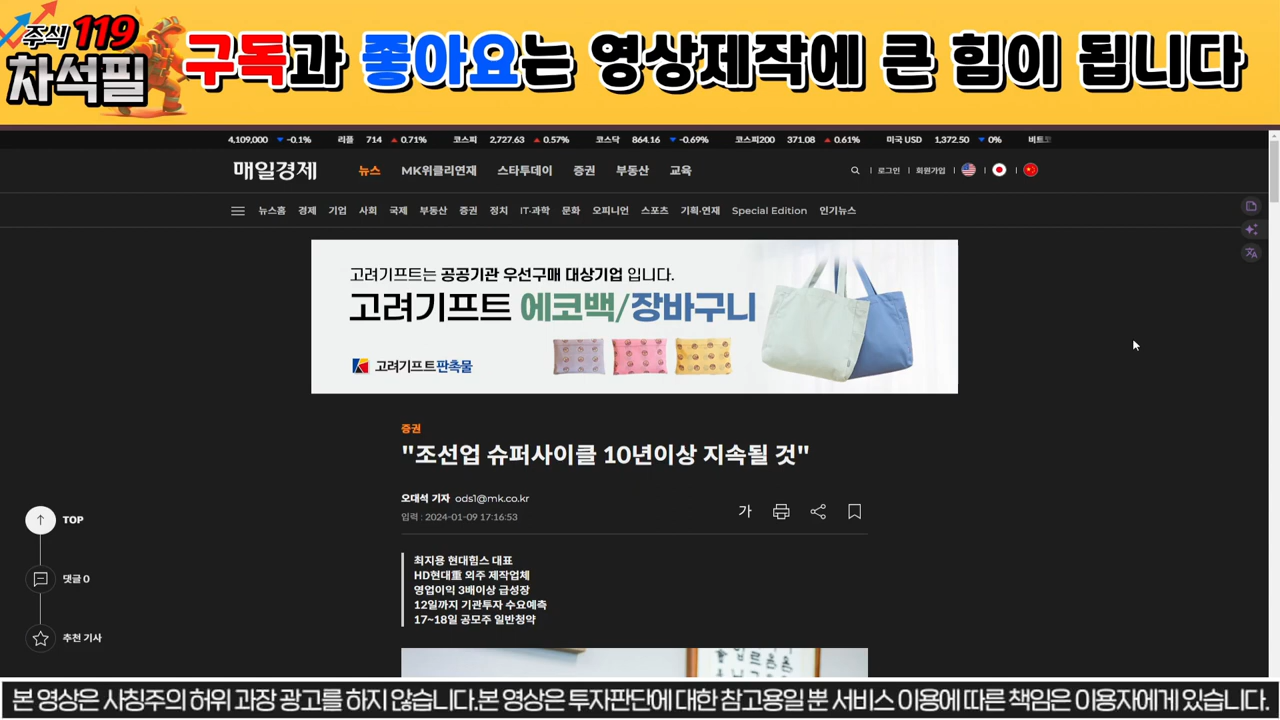 주식 119
차석필
구독과 좋아요는 영상제작에 큰 힘이 됩니다
4,109,000 ▼ -0.1% 리플 714 ▲ 0.71% 코스피 2,727.63 ▲ 0.57% 코스닥 864.16 ▼ -0.69% 코스피200 371.08 ▲ 0.61% 미국 USD 1,372.50 ▼ 0%
매일경제 뉴스 MK위클리연재 스타투데이 증권 부동산 교육 로그인 회원가입
뉴스홈 경제 기업 사회 국제 부동산 증권 정치 IT·과학 문화 오피니언 스포츠 기획·연재 Special Edition 인기뉴스
고려기프트는 공공기관 우선구매 대상기업 입니다.
고려기프트 에코백/장바구니
고려기프트판촉물
증권
"조선업 슈퍼사이클 10년이상 지속될 것"
오대석 기자 ods1@mk.co.kr
입력 : 2024-01-09 17:16:53
가
TOP
댓글 0
추천 기사
최지용 현대힘스 대표
HD현대重 외주 제작업체
영업이익 3배이상 급성장
12일까지 기관투자 수요예측
17~18일 공모주 일반청약
본 영상은 사칭주의 허위 과장 광고를 하지 않습니다.본 영상은 투자판단에 대한 참고용일 뿐 서비스 이용에 따른 책임은 이용자에게 있습니다.